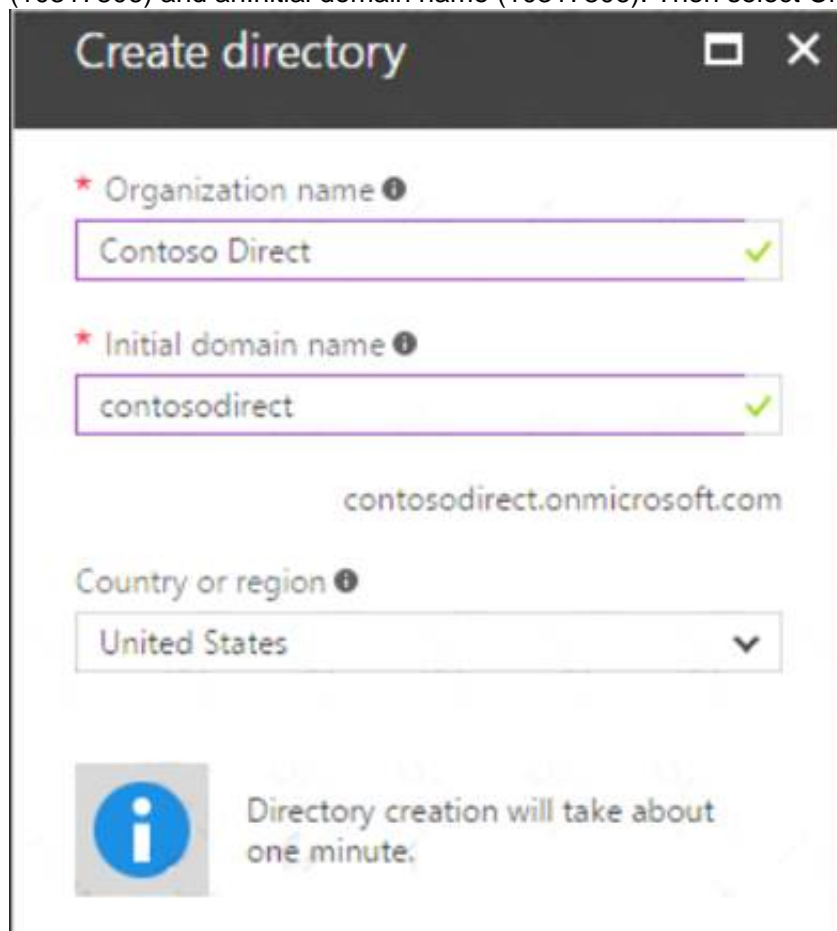 Create directory
* Organization name
Contoso Direct
* Initial domain name
contosodirect
contosodirect.onmicrosoft.com
Country or region
United States
Directory creation will take about
one minute.